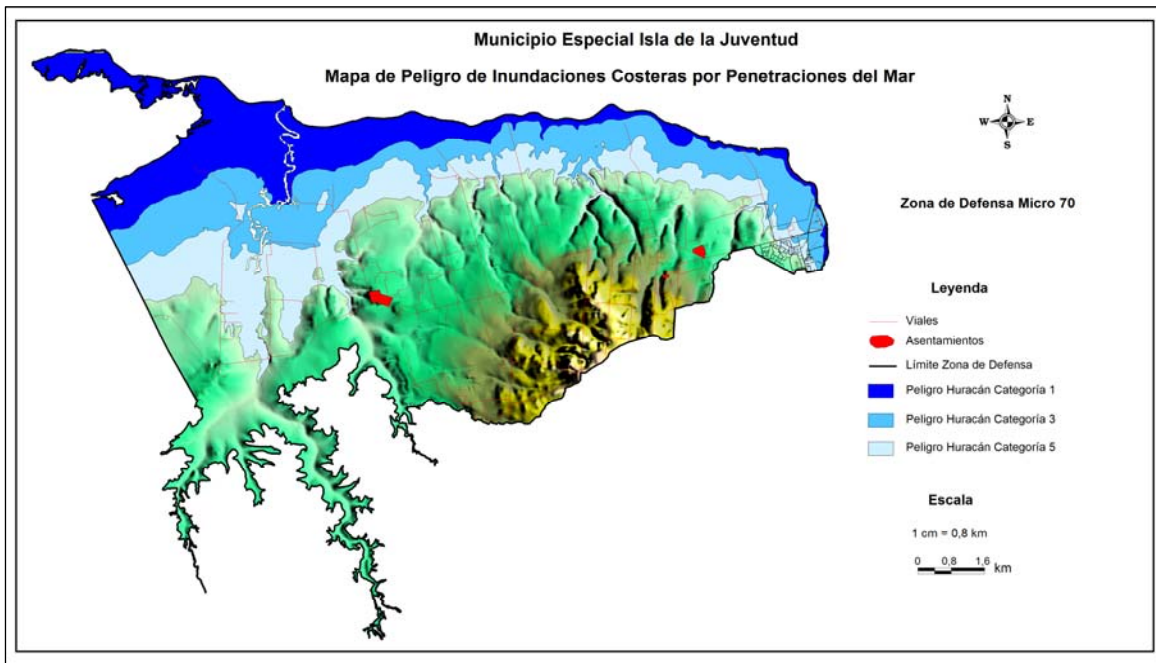 Municipio Especial Isla de la Juventud
Mapa de Peligro de Inundaciones Costeras por Penetraciones del Mar
N
W E
S
Zona de Defensa Micro 70
Leyenda
Viales
Asentamientos
Límite Zona de Defensa
Peligro Huracán Categoría 1
Peligro Huracán Categoría 3
Peligro Huracán Categoría 5
Escala
1 cm = 0,8 km
0 0,8 1,6 km